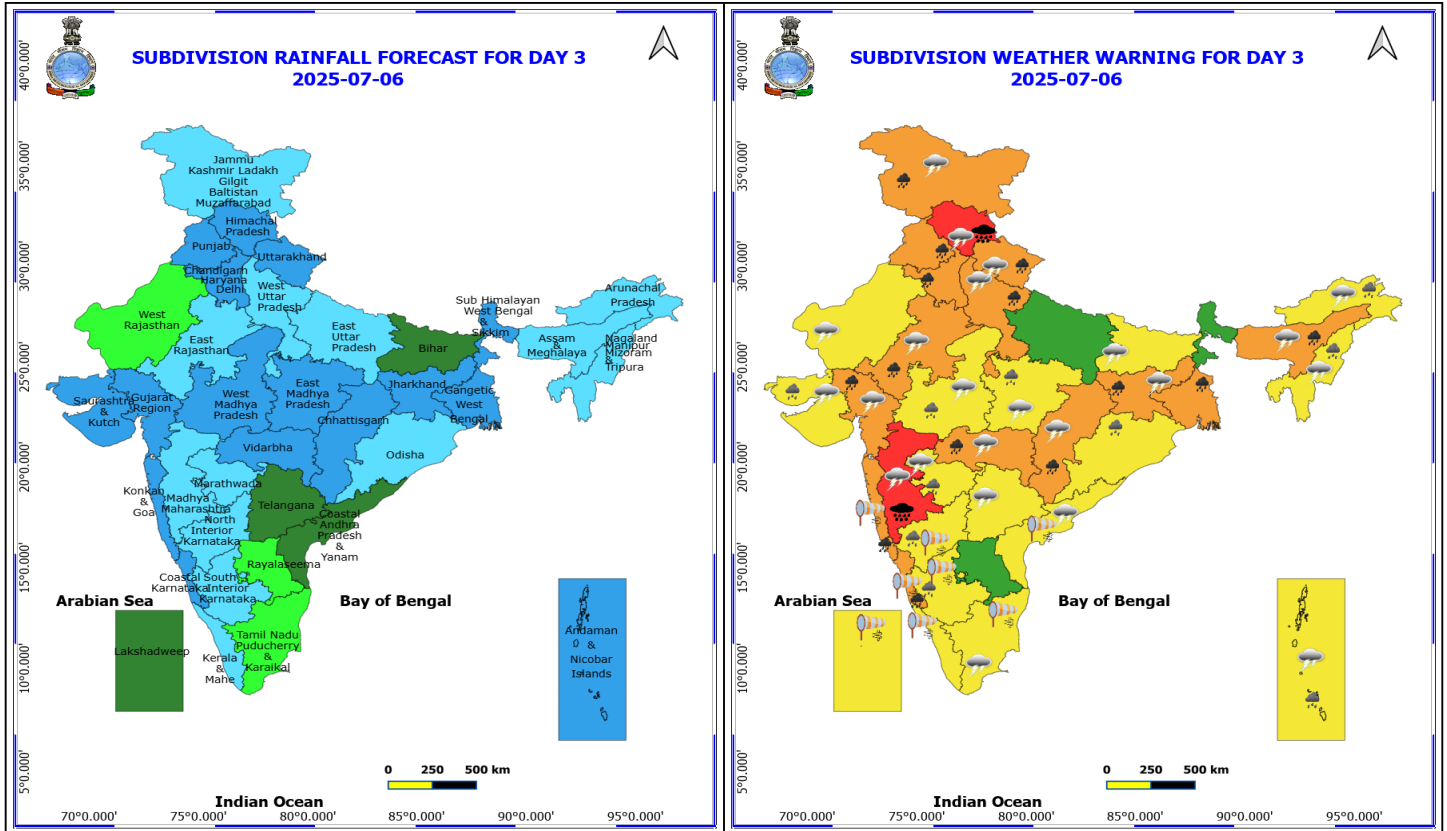 SUBDIVISION RAINFALL FORECAST FOR DAY 3
2025-07-06
40°0.000'
35°0.000'
30°0.000'
25°0.000'
20°0.000'
15°0.000'
10°0.000'
5°0.000'
Jammu
Kashmir Ladakh
Gilgit
Baltistan
Muzaffarabad
Himachal
Pradesh
Punjab
Uttarakhand
Chandigarh
Haryana
Delhi
West
Uttar
Pradesh
West
Rajasthan
East
Rajasthan
East
Uttar
Pradesh
Bihar
Sub Himalayan
West Bengal
&
Sikkim
Arunachal
Pradesh
Assam
&
Meghalaya
Nagaland
Manipur
Mizoram
&
Tripura
Saurashtra
&
Kutch
Gujarat
Region
West
Madhya
Pradesh
East
Madhya
Pradesh
Jharkhand
Gangetic
West
Bengal
Chhattisgarh
Vidarbha
Odisha
Konkan
&
Goa
Marathwada
Madhya
Maharashtra
Telangana
North
Interior
Karnataka
Coastal
Andhra
Pradesh
&
Yanam
Rayalaseema
Coastal
Karnataka
South
Interior
Karnataka
Arabian Sea
Bay of Bengal
Lakshadweep
Tamil Nadu
Puducherry
&
Karaikal
Kerala
&
Mahe
Andaman
&
Nicobar
Islands
0 250 500 km
Indian Ocean
70°0.000' 75°0.000' 80°0.000' 85°0.000' 90°0.000' 95°0.000'
SUBDIVISION WEATHER WARNING FOR DAY 3
2025-07-06
40°0.000'
35°0.000'
30°0.000'
25°0.000'
20°0.000'
15°0.000'
10°0.000'
5°0.000'
Arabian Sea
Bay of Bengal
0 250 500 km
Indian Ocean
70°0.000' 75°0.000' 80°0.000' 85°0.000' 90°0.000' 95°0.000'